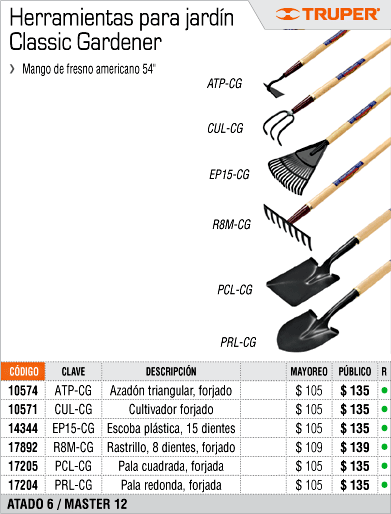 Herramientas para jardín
Classic Gardener
TRUPER®
❯ Mango de fresno americano 54"
ATP-CG
CUL-CG
EP15-CG
R8M-CG
PCL-CG
PRL-CG
CÓDIGO CLAVE DESCRIPCIÓN MAYOREO PÚBLICO R
10574 ATP-CG Azadón triangular, forjado $ 105 $ 135 ●
10571 CUL-CG Cultivador forjado $ 105 $ 135 ●
14344 EP15-CG Escoba plástica, 15 dientes $ 105 $ 135 ●
17892 R8M-CG Rastrillo, 8 dientes, forjado $ 109 $ 139 ●
17205 PCL-CG Pala cuadrada, forjada $ 105 $ 135 ●
17204 PRL-CG Pala redonda, forjada $ 105 $ 135 ●
ATADO 6 / MASTER 12